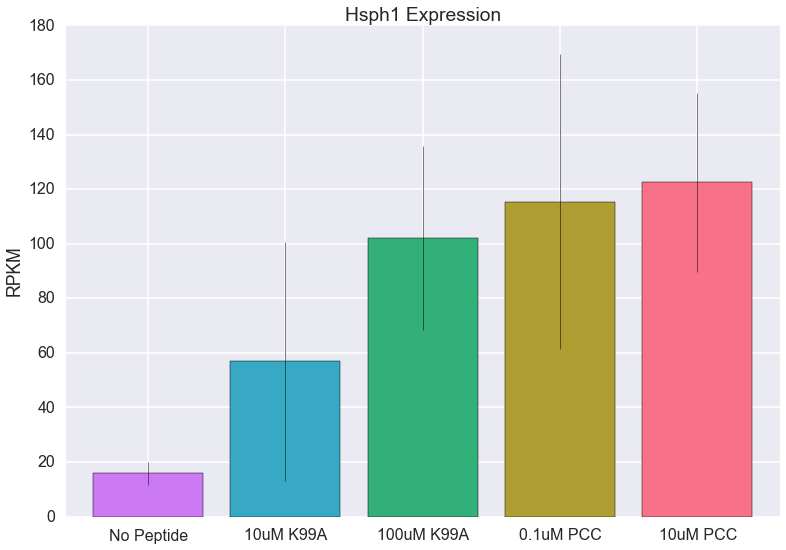 Hsph1 Expression
180
160
140
120
100
80
60
40
20
0
RPKM
No Peptide
10uM K99A
100uM K99A
0.1uM PCC
10uM PCC